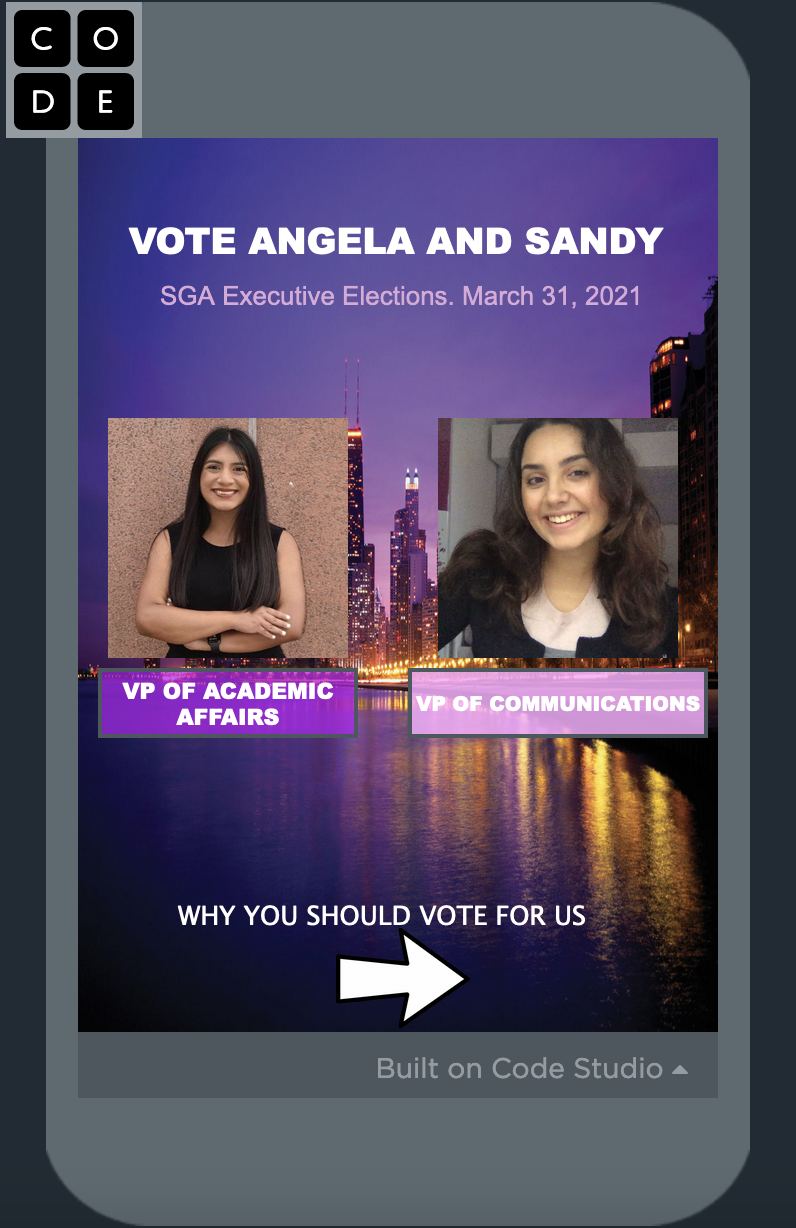 C O
D E
VOTE ANGELA AND SANDY
SGA Executive Elections. March 31, 2021
VP OF ACADEMIC
AFFAIRS
VP OF COMMUNICATIONS
WHY YOU SHOULD VOTE FOR US
Built on Code Studio